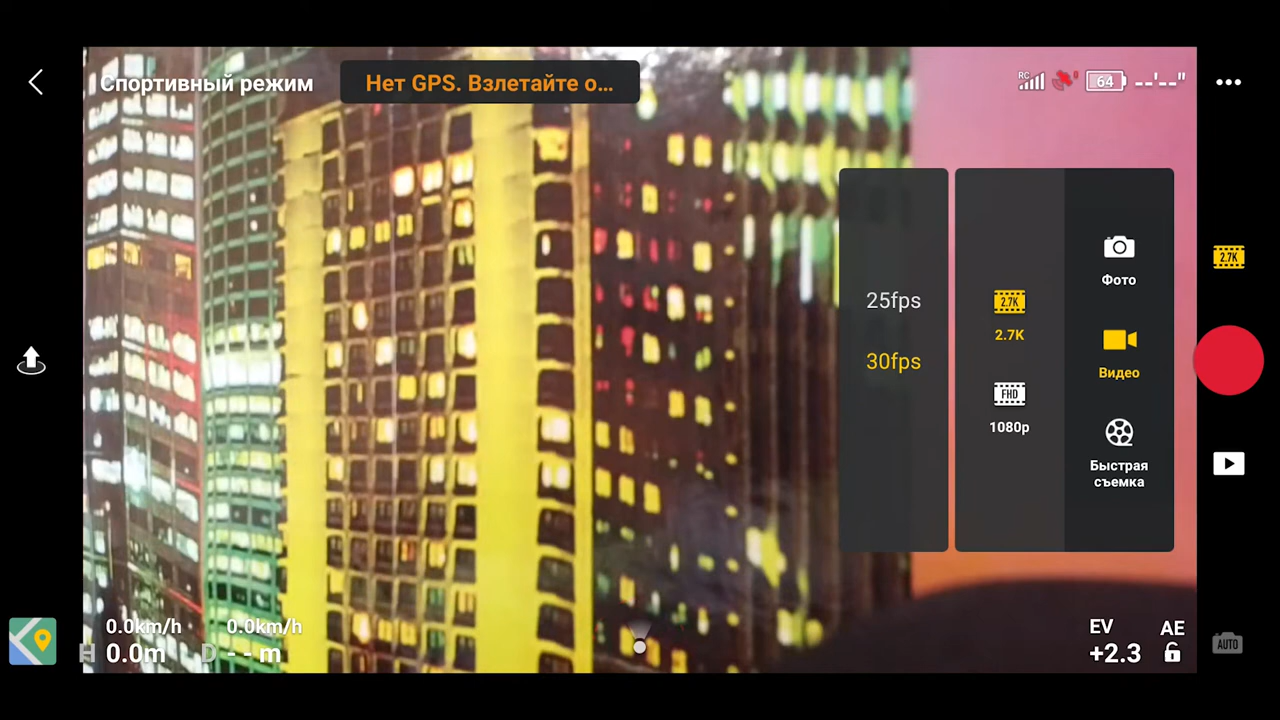 Спортивный режим
Нет GPS. Взлетайте о...
RC
64
--'--"
25fps
30fps
2.7K
2.7K
FHD
1080p
Фото
Видео
Быстрая
съемка
2.7K
0.0km/h
0.0km/h
H 0.0m
D -- m
EV
+2.3
AE
AUTO